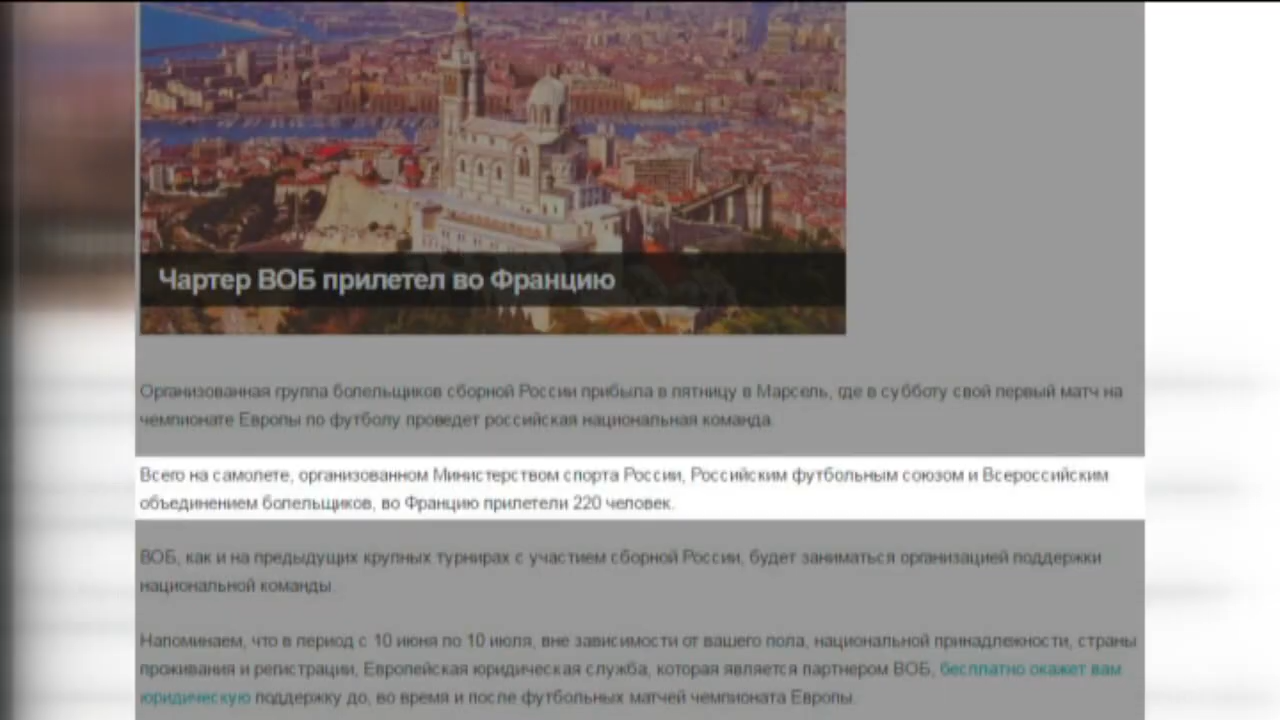 Чартер ВОБ прилетел во Францию
Организованная группа болельщиков сборной России прибыла в пятницу в Марсель, где в субботу свой первый матч на
чемпионате Европы по футболу проведет российская национальная команда.
Всего на самолете, организованном Министерством спорта России, Российским футбольным союзом и Всероссийским
объединением болельщиков, во Францию прилетели 220 человек.
ВОБ, как и на предыдущих крупных турнирах с участием сборной России, будет заниматься организацией поддержки
национальной команды.
Напоминаем, что в период с 10 июня по 10 июля, вне зависимости от вашего пола, национальной принадлежности, страны
проживания и регистрации, Европейская юридическая служба, которая является партнером ВОБ, бесплатно окажет вам
юридическую поддержку до, во время и после футбольных матчей чемпионата Европы.